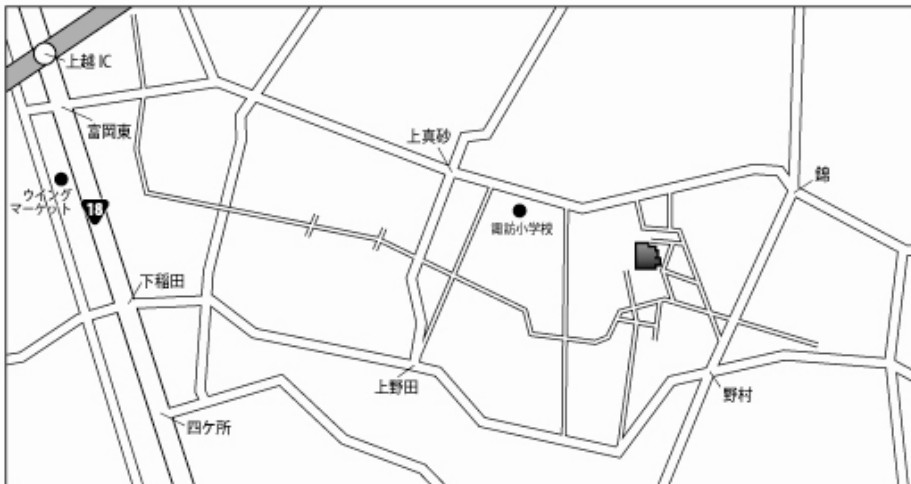 上越 IC
富岡東
上真砂
錦
ウイング
マーケット
18
諏訪小学校
下稲田
上野田
野村
四ケ所